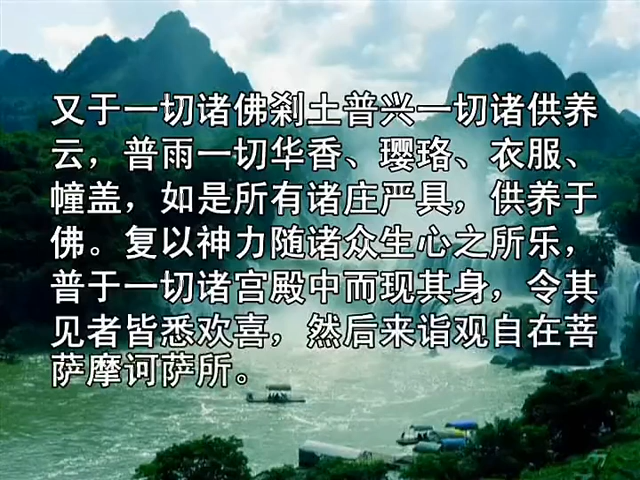 又于一切诸佛刹土普兴一切诸供养
云，普雨一切华香、璎珞、衣服、
幢盖，如是所有诸庄严具，供养于
佛。复以神力随诸众生心之所乐，
普于一切诸宫殿中而现其身，令其
见者皆悉欢喜，然后来诣观自在菩
萨摩诃萨所。